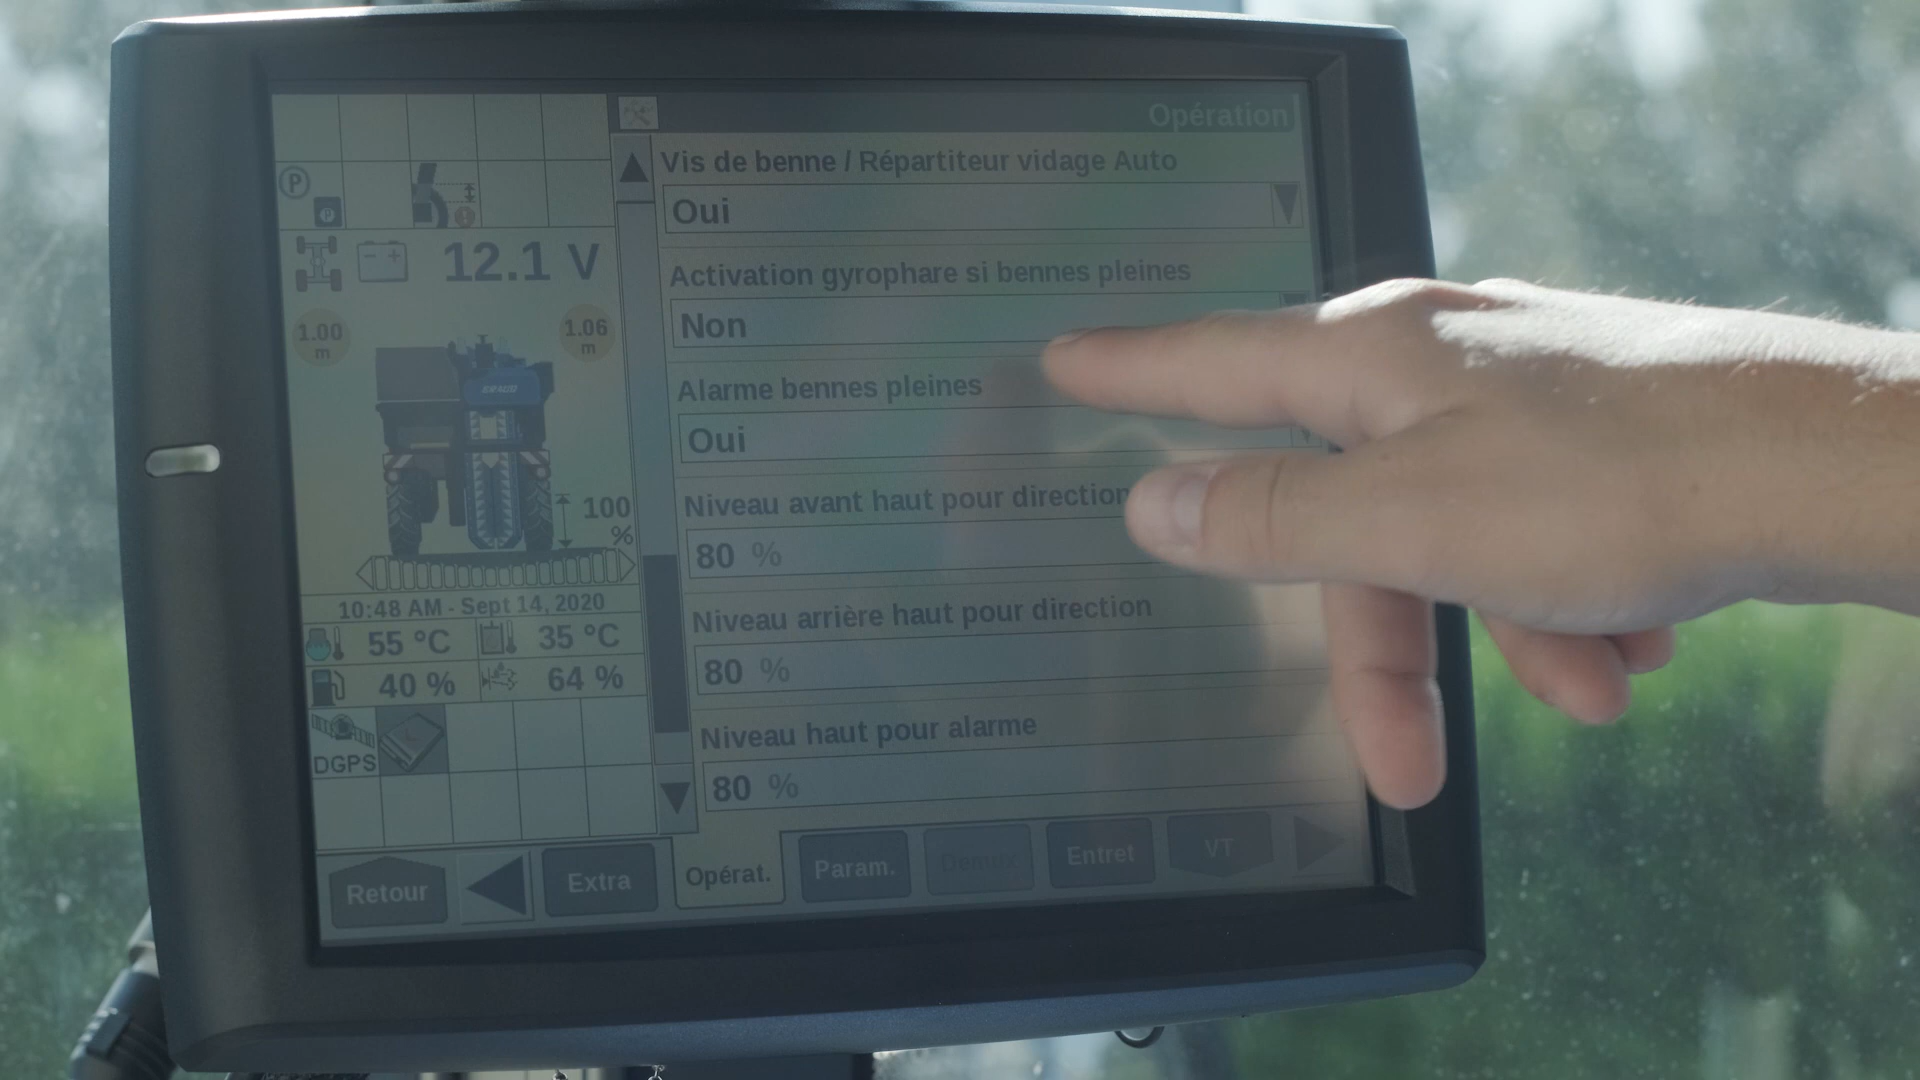 Opération
Vis de benne / Répartiteur vidage Auto
Oui
Activation gyrophare si bennes pleines
Non
Alarme bennes pleines
Oui
Niveau avant haut pour direction
80 %
Niveau arrière haut pour direction
80 %
Niveau haut pour alarme
80 %
P
P
12.1 V
1.00
m
1.06
m
100
%
10:48 AM - Sept 14, 2020
55 °C
35 °C
40 %
64 %
DGPS
Retour
Extra
Opérat.
Param.
Entret
VT